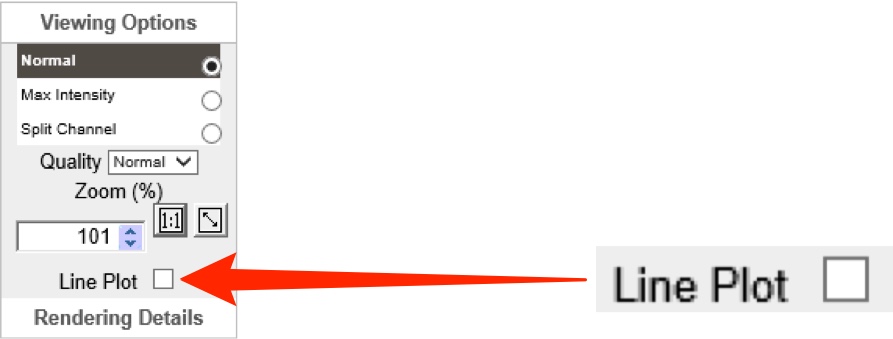 Viewing Options
Normal
Max Intensity
Split Channel
Quality Normal
Zoom (%)
1:1
101
Line Plot
Line Plot
Rendering Details